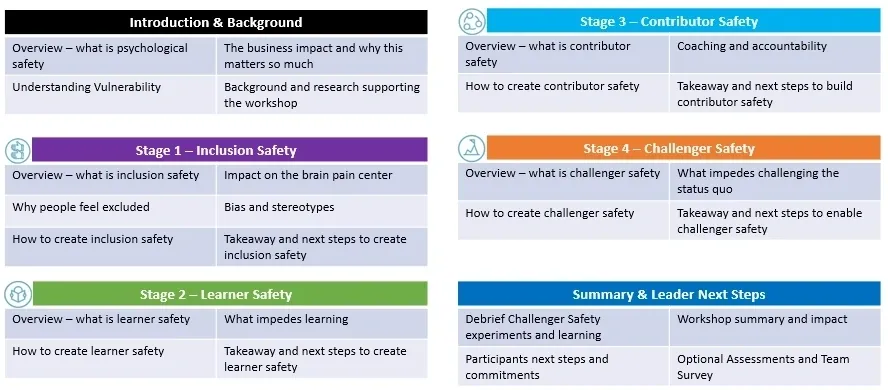 Introduction & Background
Overview – what is psychological
safety
The business impact and why this
matters so much
Understanding Vulnerability
Background and research supporting
the workshop
Stage 1 – Inclusion Safety
Overview – what is inclusion safety
Impact on the brain pain center
Why people feel excluded
Bias and stereotypes
How to create inclusion safety
Takeaway and next steps to create
inclusion safety
Stage 2 – Learner Safety
Overview – what is learner safety
What impedes learning
How to create learner safety
Takeaway and next steps to create
learner safety
Stage 3 – Contributor Safety
Overview – what is contributor
safety
Coaching and accountability
How to create contributor safety
Takeaway and next steps to build
contributor safety
Stage 4 – Challenger Safety
Overview – what is challenger safety
What impedes challenging the
status quo
How to create challenger safety
Takeaway and next steps to enable
challenger safety
Summary & Leader Next Steps
Debrief Challenger Safety
experiments and learning
Workshop summary and impact
Participants next steps and
commitments
Optional Assessments and Team
Survey